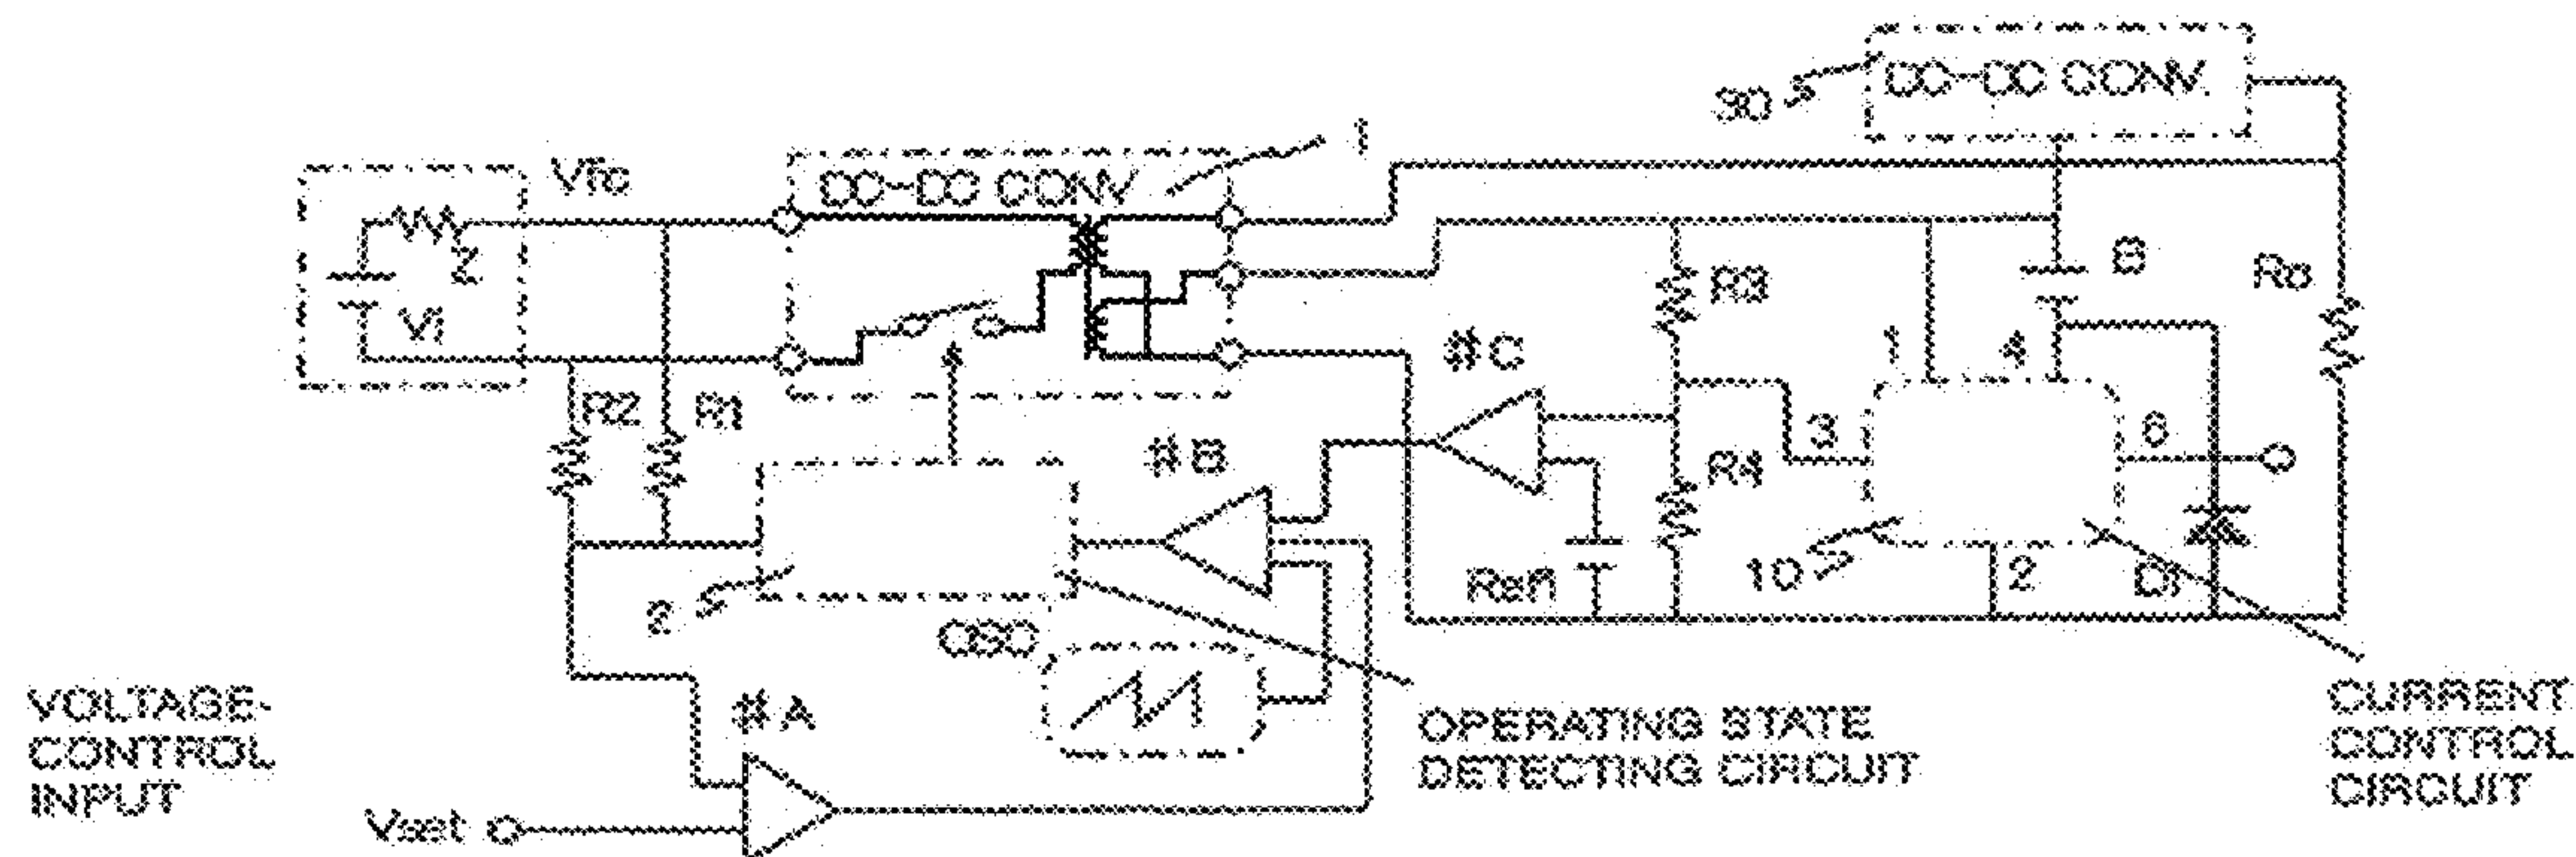 DC-DC CONV.
30
1
Vfc
DC-DC CONV
Z
Vi
B
Ro
R3
#C
1
4
R2
R1
3
6
#B
R4
10
2
Di
Ref1
2
OSC
VOLTAGE-
CONTROL
INPUT
#A
OPERATING STATE
DETECTING CIRCUIT
CURRENT
CONTROL
CIRCUIT
Vset